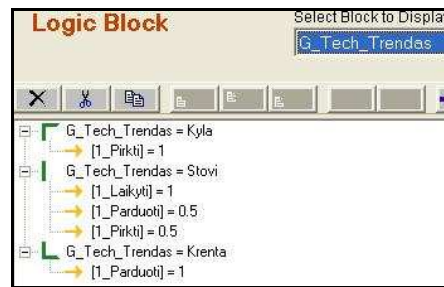 Logic Block
Select Block to Display
G_Tech_Trendas
G_Tech_Trendas = Kyla
[1_Pirkti] = 1
G_Tech_Trendas = Stovi
[1_Laikyti] = 1
[1_Parduoti] = 0.5
[1_Pirkti] = 0.5
G_Tech_Trendas = Krenta
[1_Parduoti] = 1